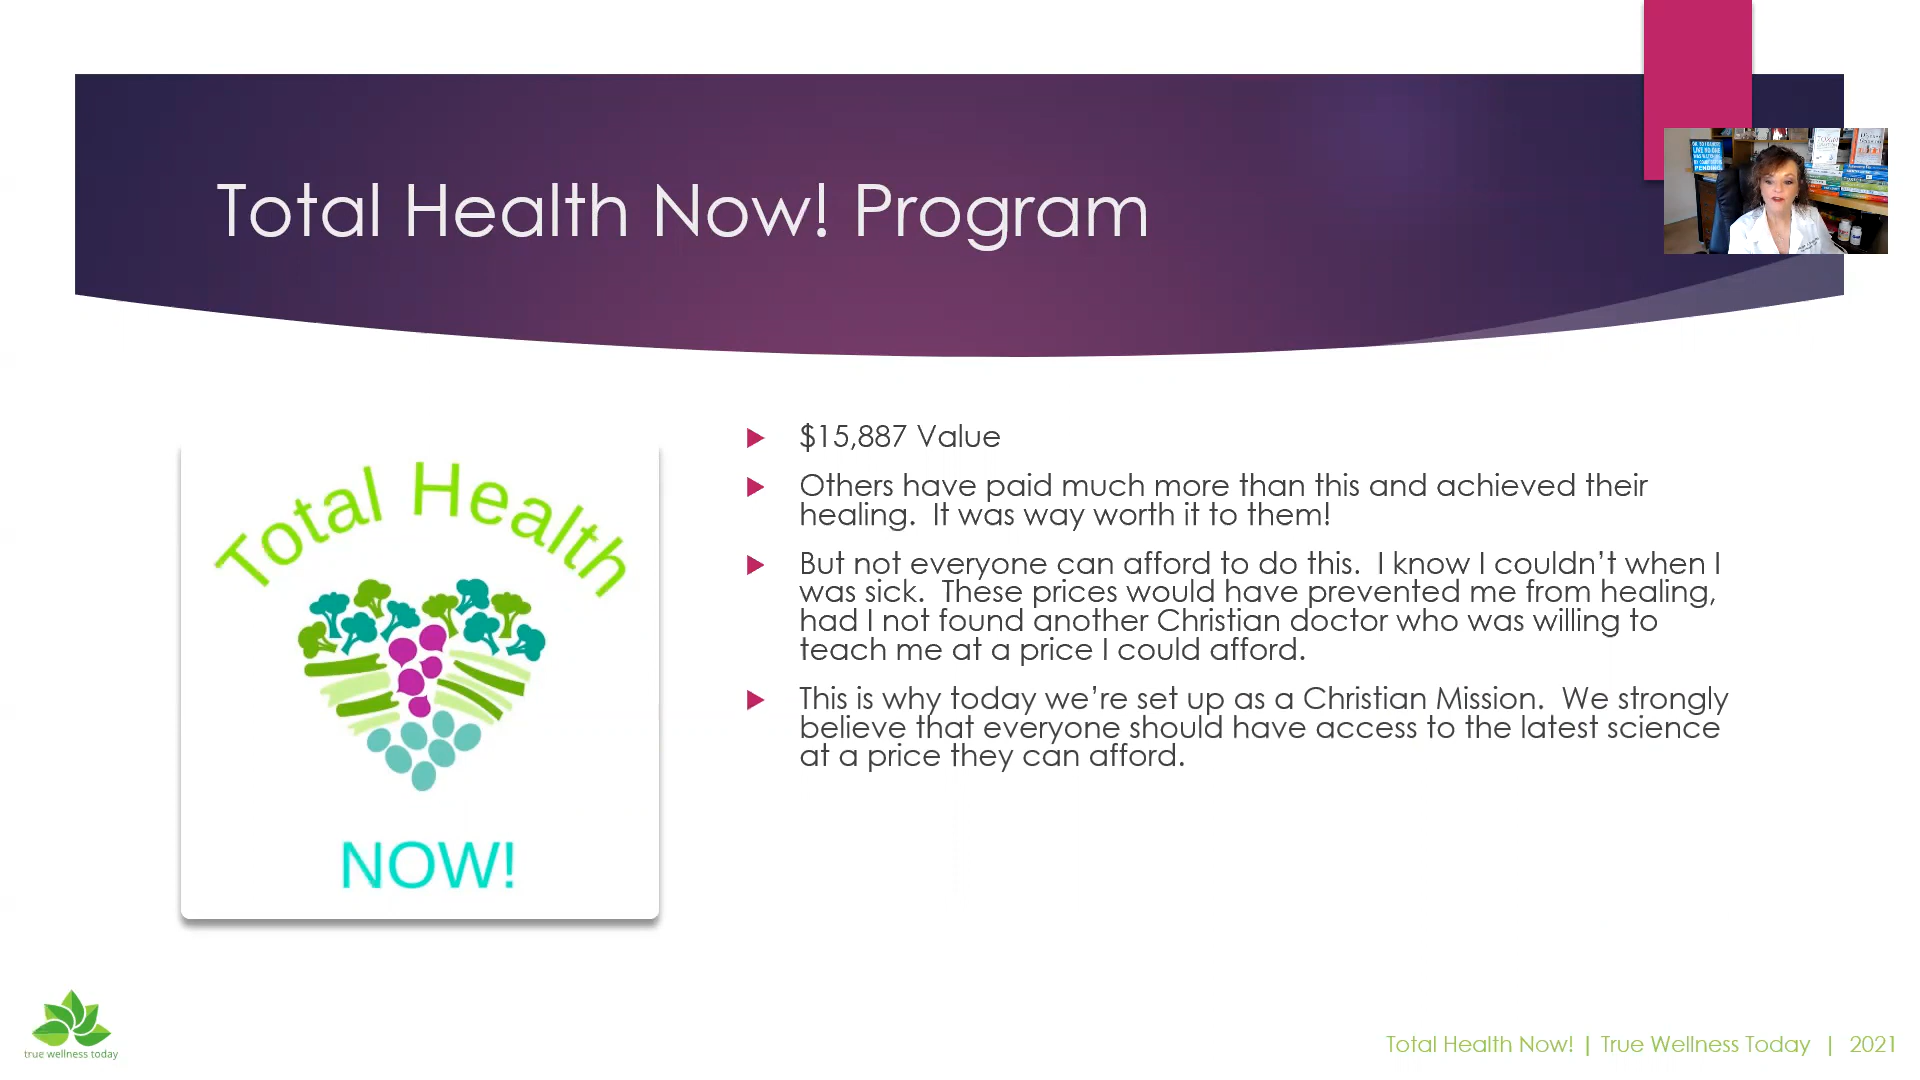 Total Health Now! Program
$15,887 Value
Others have paid much more than this and achieved their
healing.  It was way worth it to them!
But not everyone can afford to do this.  I know I couldn’t when I
was sick.  These prices would have prevented me from healing,
had I not found another Christian doctor who was willing to
teach me at a price I could afford.
This is why today we’re set up as a Christian Mission.  We strongly
believe that everyone should have access to the latest science
at a price they can afford.
Total Health
NOW!
true wellness today
Total Health Now! | True Wellness Today | 2021